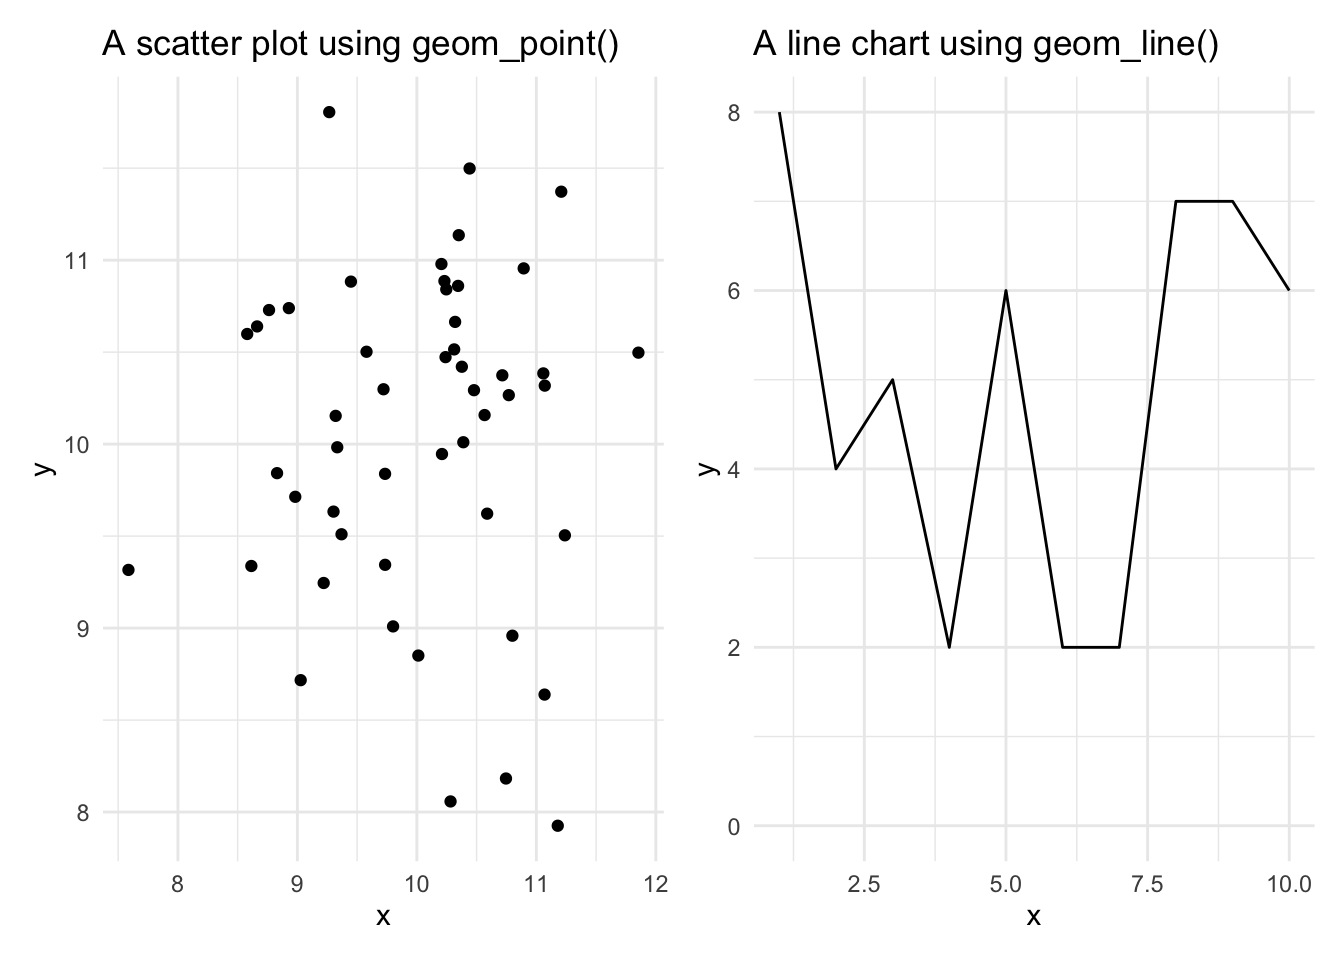 A scatter plot using geom_point()
11
10
9
8
y
8 9 10 11 12
x
A line chart using geom_line()
8
6
4
2
0
y
2.5 5.0 7.5 10.0
x